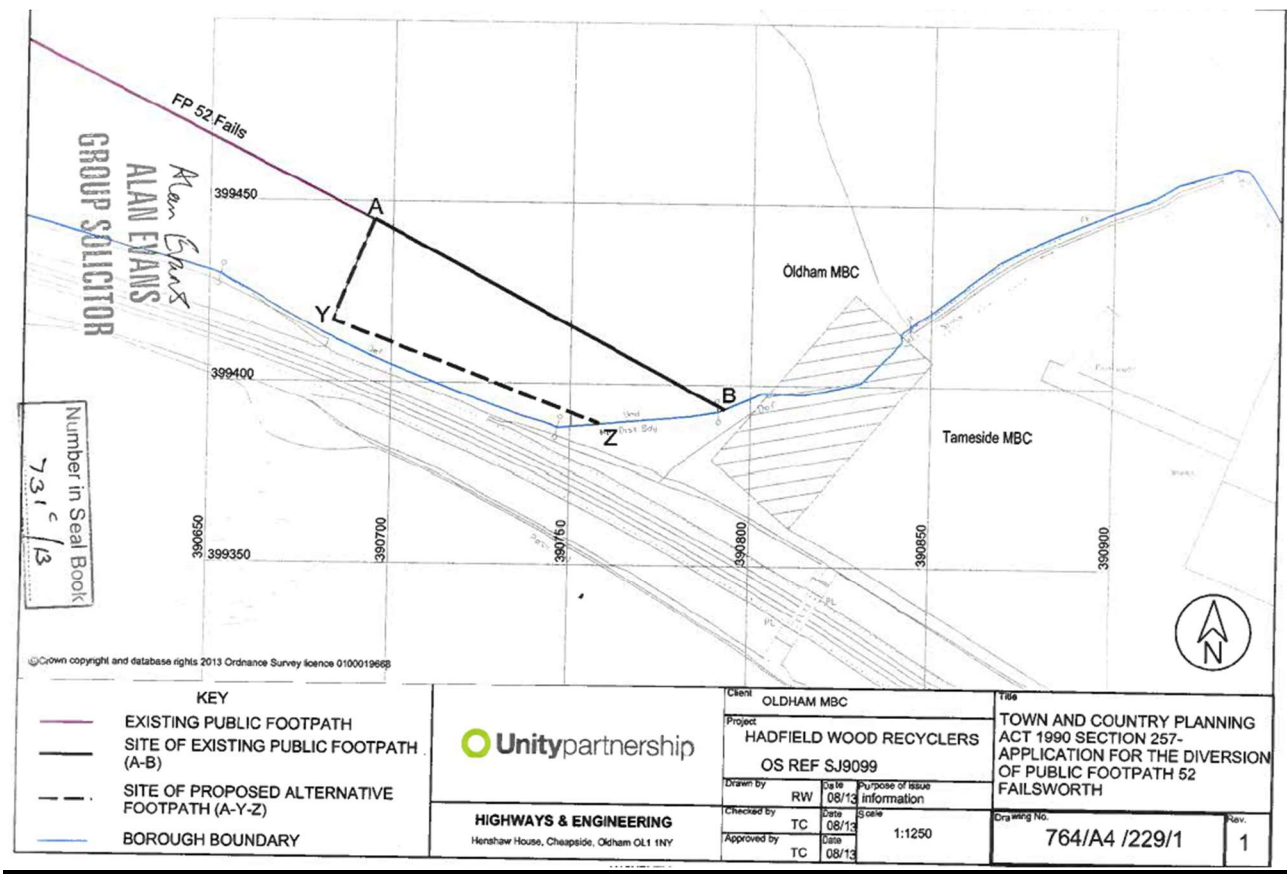 FP 52 Fails
Alan Evans
ALAN EVANS
GROUP SOLICITOR
Number in Seal Book
731c/13
399450
399400
399350
390650
390700
390750
390800
390850
390900
A
B
Y
Z
Oldham MBC
Tameside MBC
Und
Def
PL
PL
©Crown copyright and database rights 2013 Ordnance Survey licence 0100019668
N
KEY
EXISTING PUBLIC FOOTPATH
SITE OF EXISTING PUBLIC FOOTPATH
(A-B)
SITE OF PROPOSED ALTERNATIVE
FOOTPATH (A-Y-Z)
BOROUGH BOUNDARY
Unitypartnership
HIGHWAYS & ENGINEERING
Henshaw House, Cheapside, Oldham OL1 1NY
Client
OLDHAM MBC
Project
HADFIELD WOOD RECYCLERS
OS REF SJ9099
Drawn by
RW
Date
08/13
Purpose of issue
information
Checked by
TC
Date
08/13
Scale
1:1250
Approved by
TC
Date
08/13
Title
TOWN AND COUNTRY PLANNING
ACT 1990 SECTION 257-
APPLICATION FOR THE DIVERSION
OF PUBLIC FOOTPATH 52
FAILSWORTH
Drawing No.
764/A4 /229/1
Rev.
1